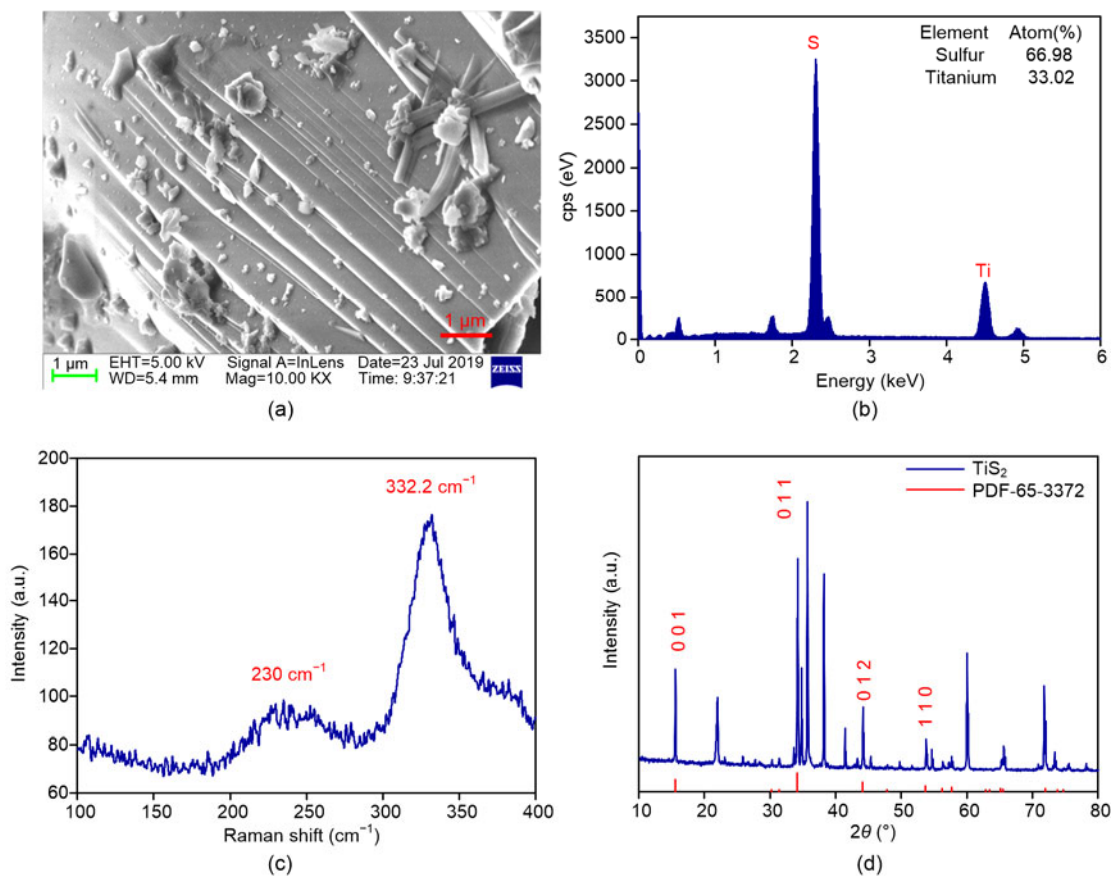 1 µm
1 µm
EHT=5.00 kV Signal A=InLens Date=23 Jul 2019
WD=5.4 mm Mag=10.00 KX Time: 9:37:21
ZEISS
(a)
3500
3000
2500
2000
1500
1000
500
0
cps (eV)
S
Ti
Element Atom(%)
Sulfur 66.98
Titanium 33.02
0 1 2 3 4 5 6
Energy (keV)
(b)
200
180
160
140
120
100
80
60
Intensity (a.u.)
332.2 cm⁻¹
230 cm⁻¹
100 150 200 250 300 350 400
Raman shift (cm⁻¹)
(c)
Intensity (a.u.)
TiS₂
PDF-65-3372
0 0 1
0 1 1
0 1 2
1 1 0
10 20 30 40 50 60 70 80
2θ (°)
(d)